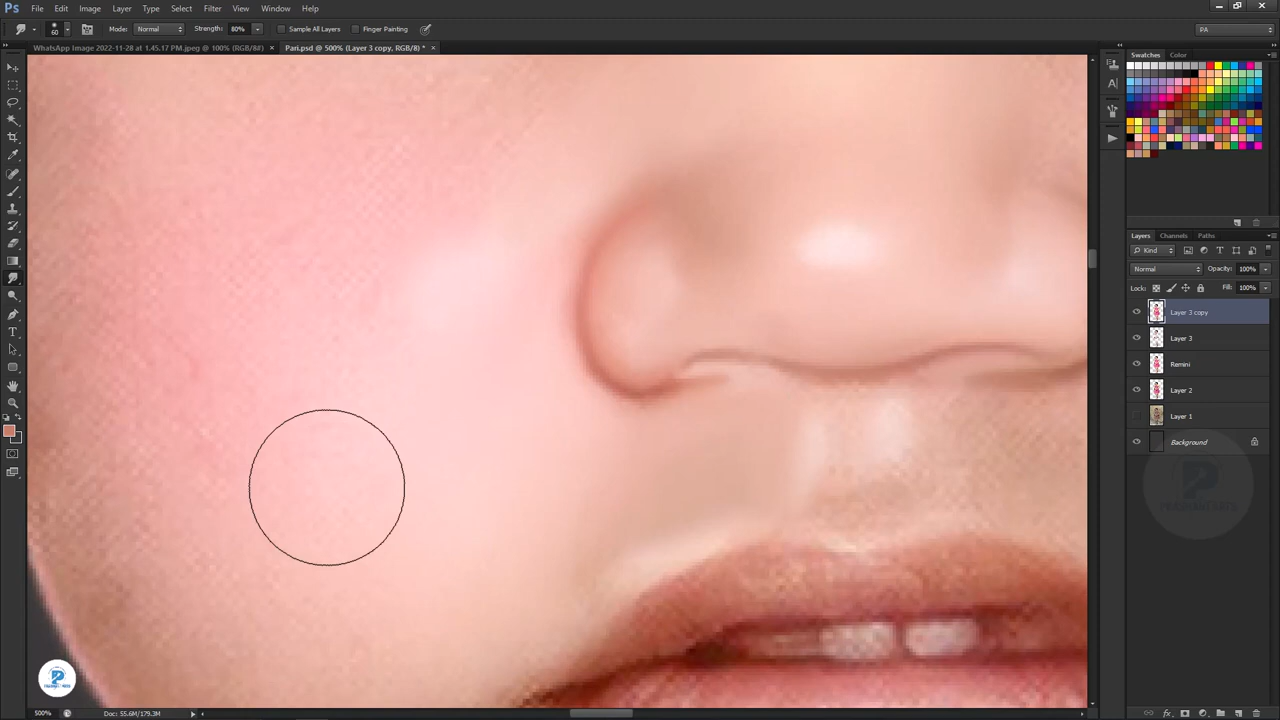 Ps File Edit Image Layer Type Select Filter View Window Help
60 Mode: Normal Strength: 80% Sample All Layers Finger Painting PA
WhatsApp Image 2022-11-28 at 1.45.17 PM.jpeg @ 100% (RGB/8#) × Pari.psd @ 500% (Layer 3 copy, RGB/8) * ×
Swatches Color
Layers Channels Paths
Kind
Normal Opacity: 100%
Lock: Fill: 100%
Layer 3 copy
Layer 3
Remini
Layer 2
Layer 1
Background
500% Doc: 55.6M/179.3M